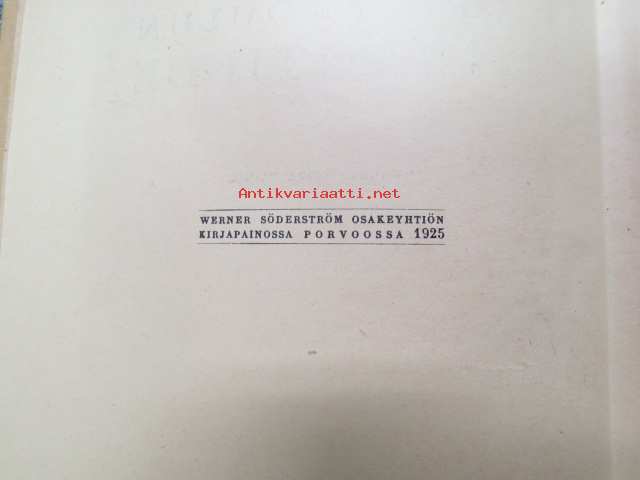 Antikvariaatti.net
WERNER SÖDERSTRÖM OSAKEYHTIÖN
KIRJAPAINOSSA PORVOOSSA 1925